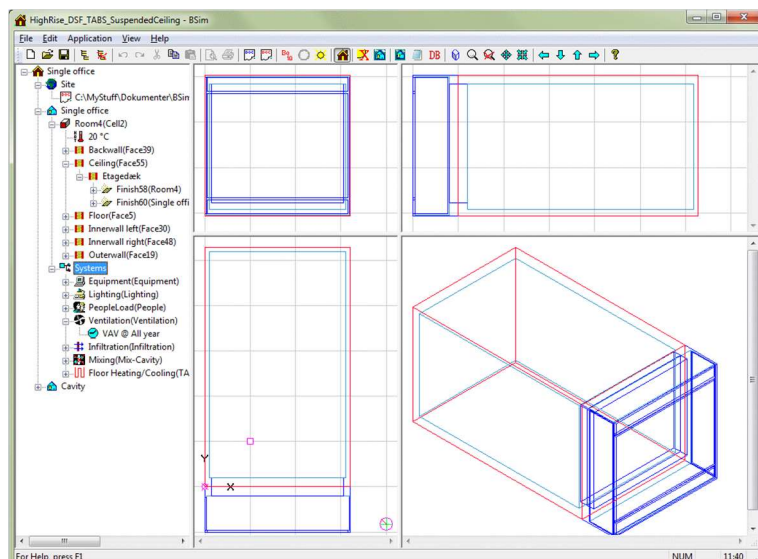 HighRise_DSF_TABS_SuspendedCeiling - BSim
File Edit Application View Help
DB
Single office
Site
C:\MyStuff\Dokumenter\BSim
Single office
Room4(Cell2)
20 °C
Backwall(Face39)
Ceiling(Face55)
Etagedæk
Finish58(Room4)
Finish60(Single offi
Floor(Face5)
Innerwall left(Face30)
Innerwall right(Face48)
Outerwall(Face19)
Systems
Equipment(Equipment)
Lighting(Lighting)
PeopleLoad(People)
Ventilation(Ventilation)
VAV @ All year
Infiltration(Infiltration)
Mixing(Mix-Cavity)
Floor Heating/Cooling(TA
Cavity
Y
X
For Help, press F1
NUM 11:40